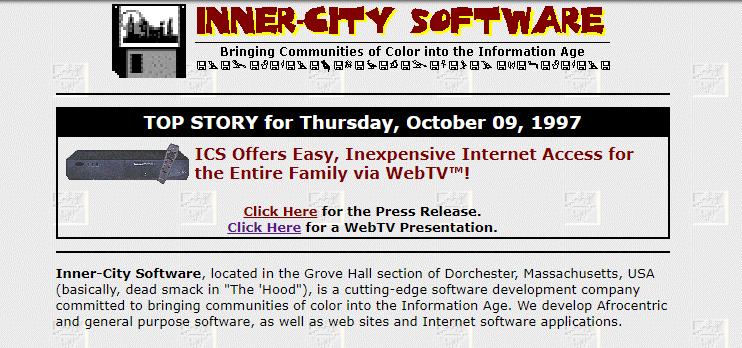 INNER-CITY SOFTWARE
Bringing Communities of Color into the Information Age
TOP STORY for Thursday, October 09, 1997
ICS Offers Easy, Inexpensive Internet Access for
the Entire Family via WebTV™!
Click Here for the Press Release.
Click Here for a WebTV Presentation.
Inner-City Software, located in the Grove Hall section of Dorchester, Massachusetts, USA
(basically, dead smack in "The 'Hood"), is a cutting-edge software development company
committed to bringing communities of color into the Information Age. We develop Afrocentric
and general purpose software, as well as web sites and Internet software applications.